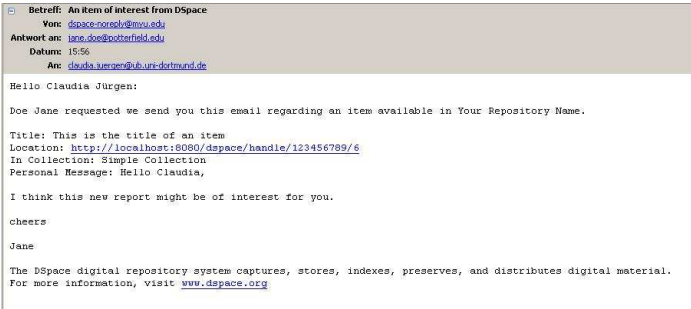 Betreff: An item of interest from DSpace
Von: dspace-noreply@myu.edu
Antwort an: jane.doe@potterfield.edu
Datum: 15:56
An: claudia.juergen@ub.uni-dortmund.de
Hello Claudia Jürgen:
Doe Jane requested we send you this email regarding an item available in Your Repository Name.
Title: This is the title of an item
Location: http://localhost:8080/dspace/handle/123456789/6
In Collection: Simple Collection
Personal Message: Hello Claudia,
I think this new report might be of interest for you.
cheers
Jane
The DSpace digital repository system captures, stores, indexes, preserves, and distributes digital material.
For more information, visit www.dspace.org